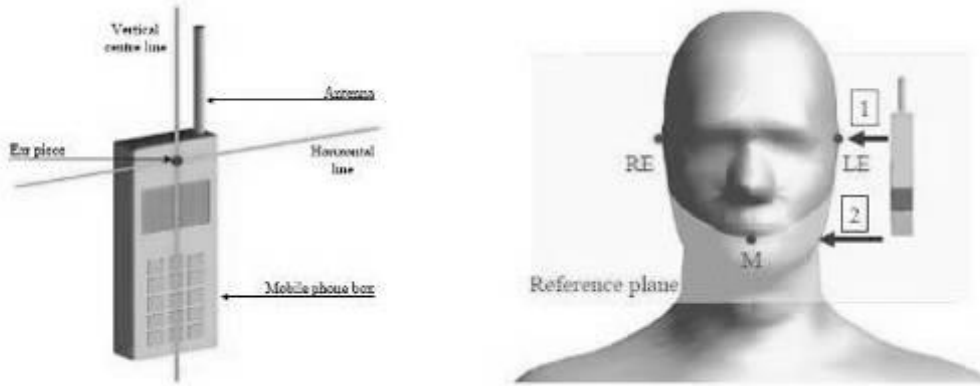 Vertical
centre line
Antenna
Ear piece
Horizontal
line
Mobile phone box
1
RE
LE
2
M
Reference plane